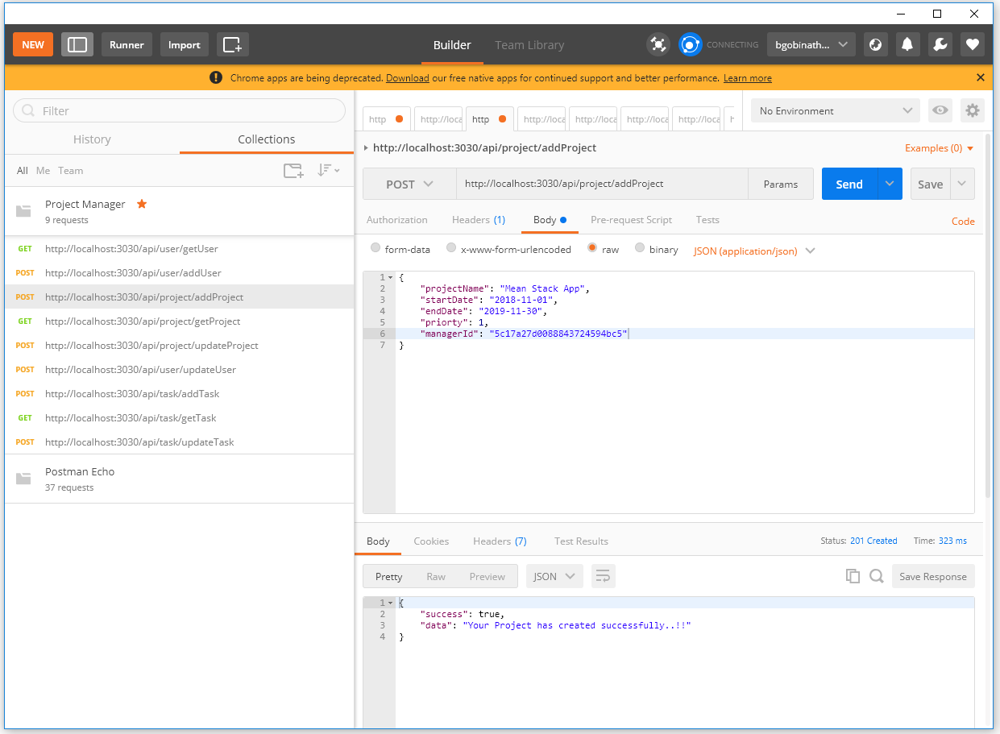 NEW Runner Import Builder Team Library CONNECTING bgobinath...
Chrome apps are being deprecated. Download our free native apps for continued support and better performance. Learn more
Filter
History Collections
All Me Team
Project Manager
9 requests
GET http://localhost:3030/api/user/getUser
POST http://localhost:3030/api/user/addUser
POST http://localhost:3030/api/project/addProject
GET http://localhost:3030/api/project/getProject
POST http://localhost:3030/api/project/updateProject
POST http://localhost:3030/api/user/updateUser
POST http://localhost:3030/api/task/addTask
GET http://localhost:3030/api/task/getTask
POST http://localhost:3030/api/task/updateTask
Postman Echo
37 requests
http http://loca http http://loca http://loca http://loca http://loca h
No Environment
http://localhost:3030/api/project/addProject Examples (0)
POST http://localhost:3030/api/project/addProject Params Send Save
Authorization Headers (1) Body Pre-request Script Tests Code
form-data x-www-form-urlencoded raw binary JSON (application/json)
1 {
2 "projectName": "Mean Stack App",
3 "startDate": "2018-11-01",
4 "endDate": "2019-11-30",
5 "priorty": 1,
6 "managerId": "5c17a27d0088843724594bc5"
7 }
Body Cookies Headers (7) Test Results Status: 201 Created Time: 323 ms
Pretty Raw Preview JSON Save Response
1 {
2 "success": true,
3 "data": "Your Project has created successfully..!!"
4 }